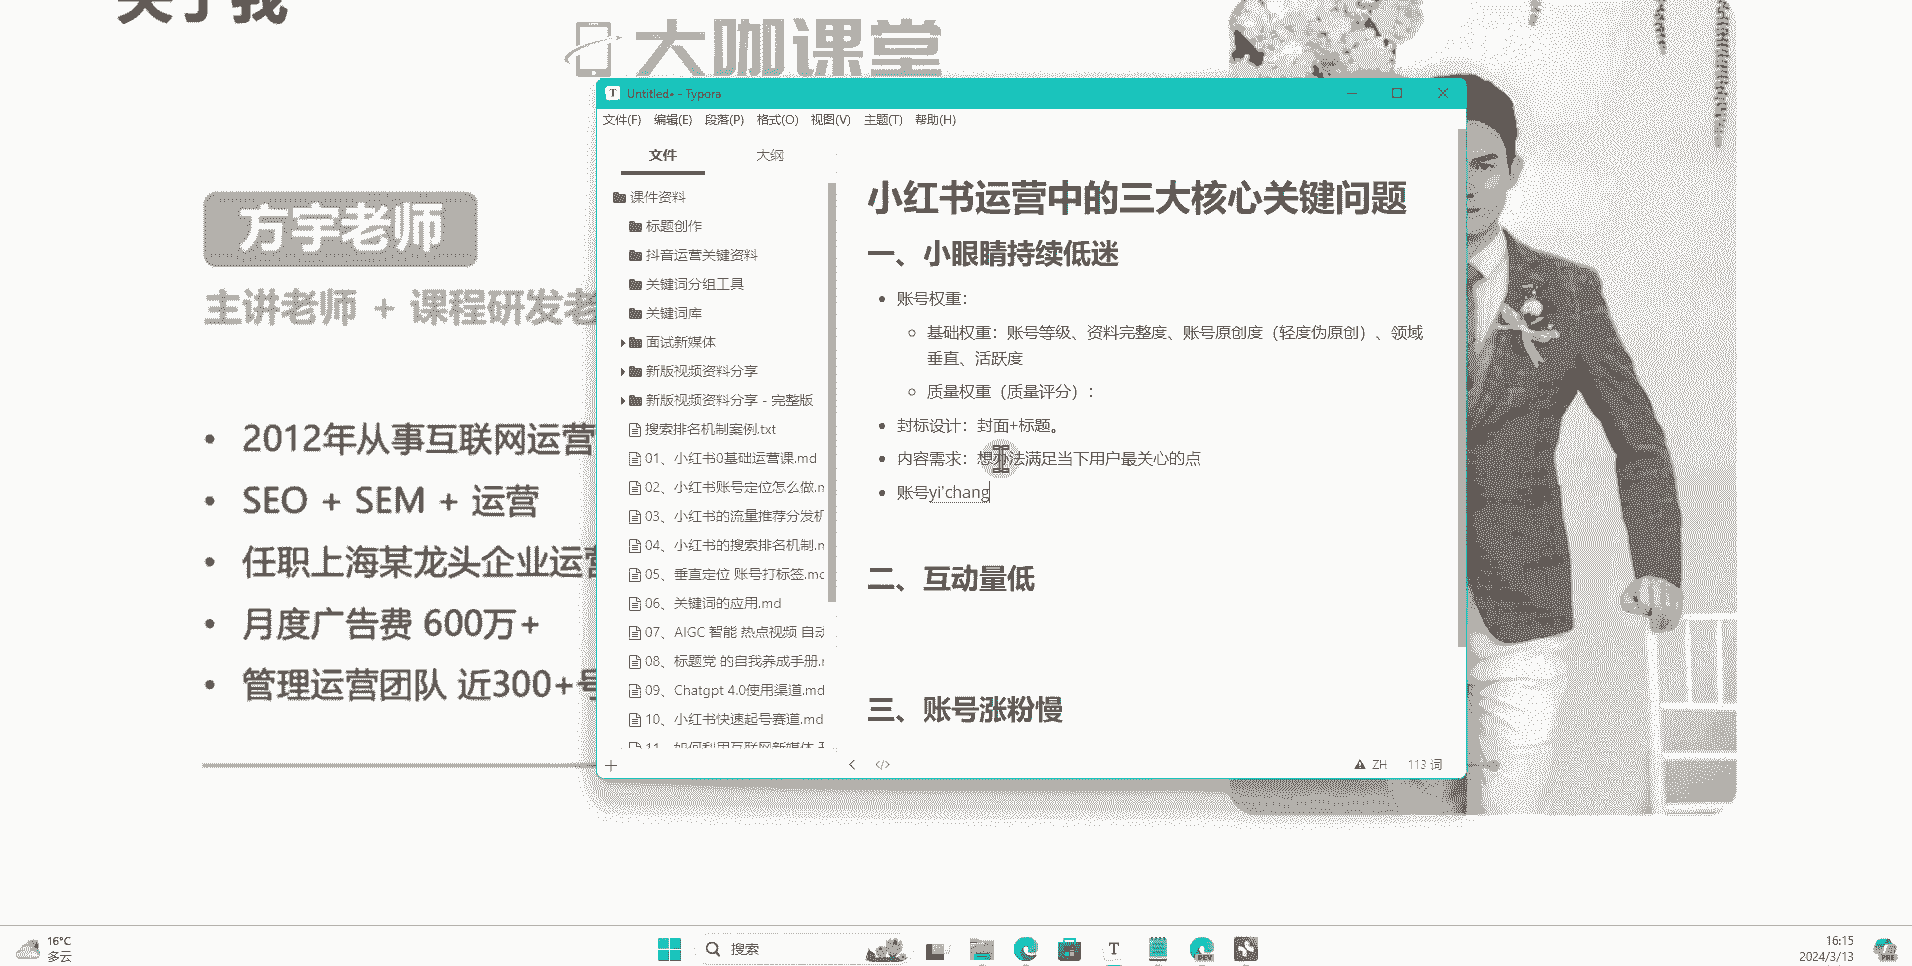 关于我
大咖课堂
方宇老师
主讲老师 + 课程研发老
2012年从事互联网运营
SEO + SEM + 运营
任职上海某龙头企业运营
月度广告费 600万+
管理运营团队 近300+号
Untitled• - Typora
文件(F) 编辑(E) 段落(P) 格式(O) 视图(V) 主题(T) 帮助(H)
文件 大纲
课件资料
标题创作
抖音运营关键资料
关键词分组工具
关键词库
面试新媒体
新版视频资料分享
新版视频资料分享 - 完整版
搜索排名机制案例.txt
01、小红书0基础运营课.md
02、小红书账号定位怎么做.m
03、小红书的流量推荐分发机
04、小红书的搜索排名机制.m
05、垂直定位 账号打标签.md
06、关键词的应用.md
07、AIGC 智能 热点视频 自动
08、标题党 的自我养成手册.m
09、Chatgpt 4.0使用渠道.md
10、小红书快速起号赛道.md
11、如何利用互联网新媒体
小红书运营中的三大核心关键问题
一、小眼睛持续低迷
账号权重：
基础权重：账号等级、资料完整度、账号原创度（轻度伪原创）、领域
垂直、活跃度
质量权重（质量评分）：
封标设计：封面+标题。
内容需求：想办法满足当下用户最关心的点
账号yi'chang
二、互动量低
三、账号涨粉慢
ZH 113 词
16°C
多云
搜索
16:15
2024/3/13